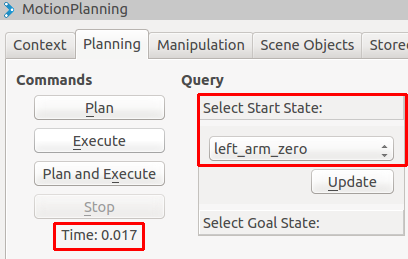 MotionPlanning
Context Planning Manipulation Scene Objects Store
Commands Query
Plan
Execute
Plan and Execute
Stop
Time: 0.017
Select Start State:
left_arm_zero
Update
Select Goal State: